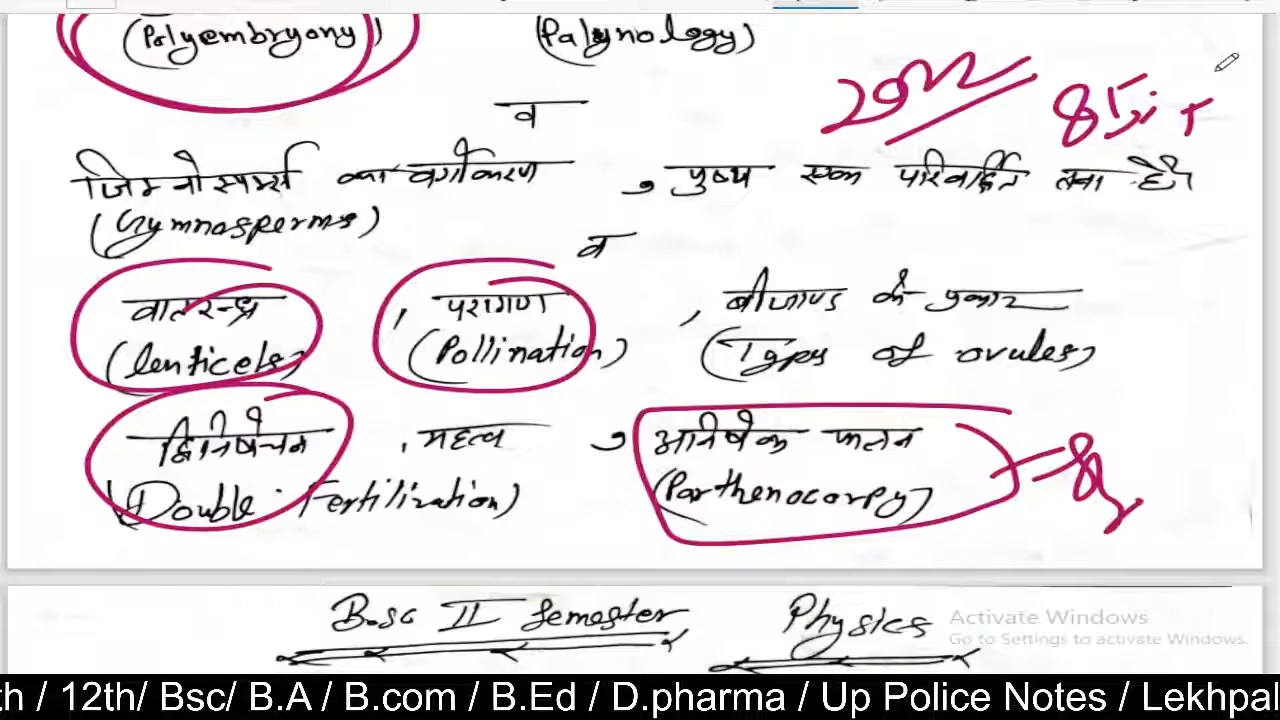 (Polyembryony) (Palynology)
व
जिम्नोस्पर्म्स का वर्गीकरण , पुष्प एक परिवर्द्धित तना है।
(Gymnosperms)
व
वातरन्ध्र , परागण , बीजाण्ड के प्रकार
(lenticels) (Pollination) (Types of ovules)
द्विनिषेचन , महत्व , अनिषेक फलन
(Double Fertilization) (Parthenocarpy)
B.sc II Semester Physics
Activate Windows
Go to Settings to activate Windows.
th / 12th/ Bsc/ B.A / B.com / B.Ed / D.pharma / Up Police Notes / Lekhpal